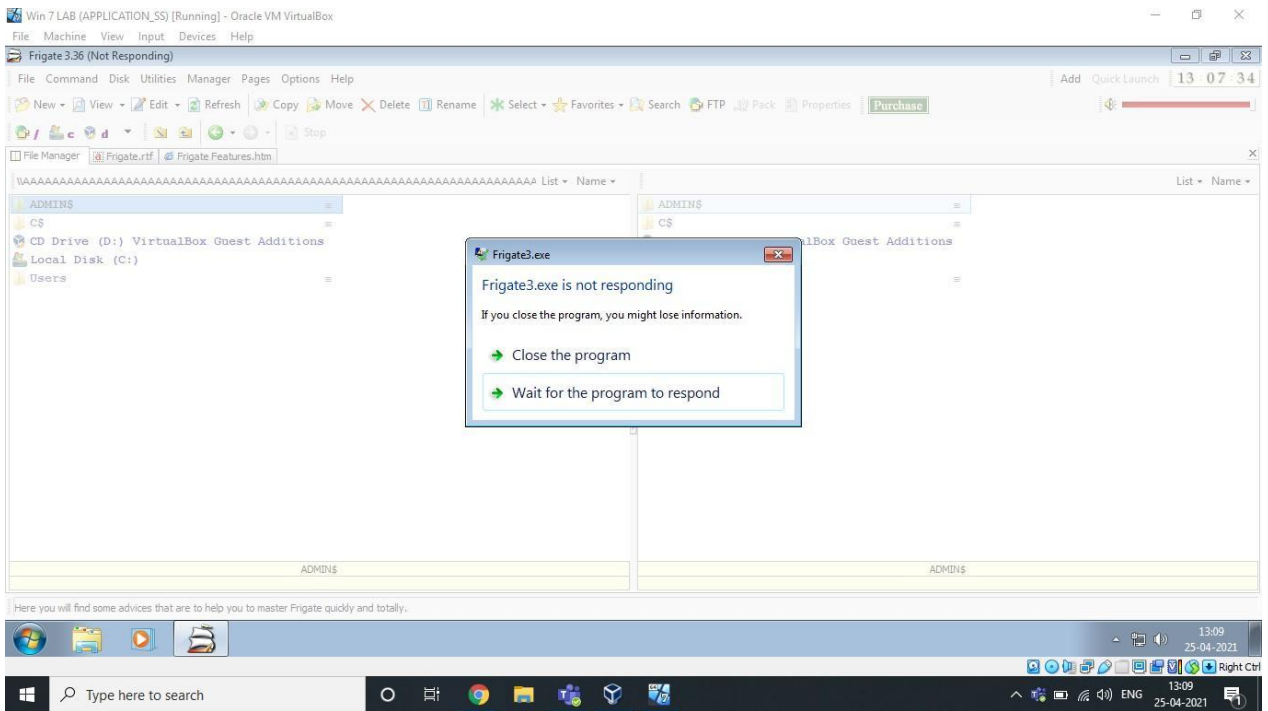 Win 7 LAB (APPLICATION_SS) [Running] - Oracle VM VirtualBox
File Machine View Input Devices Help
Frigate 3.36 (Not Responding)
File Command Disk Utilities Manager Pages Options Help
Add Quick Launch 13 07 34
New View Edit Refresh Copy Move Delete Rename Select Favorites Search FTP Pack Properties Purchase
/ c d Stop
File Manager Frigate.rtf Frigate Features.htm
List Name
List Name
ADMIN$ ADMIN$
C$ C$
CD Drive (D:) VirtualBox Guest Additions alBox Guest Additions
Local Disk (C:)
Users
Frigate3.exe
Frigate3.exe is not responding
If you close the program, you might lose information.
Close the program
Wait for the program to respond
ADMIN$ ADMIN$
Here you will find some advices that are to help you to master Frigate quickly and totally.
13:09
25-04-2021
Right Ctrl
Type here to search
ENG
13:09
25-04-2021
1